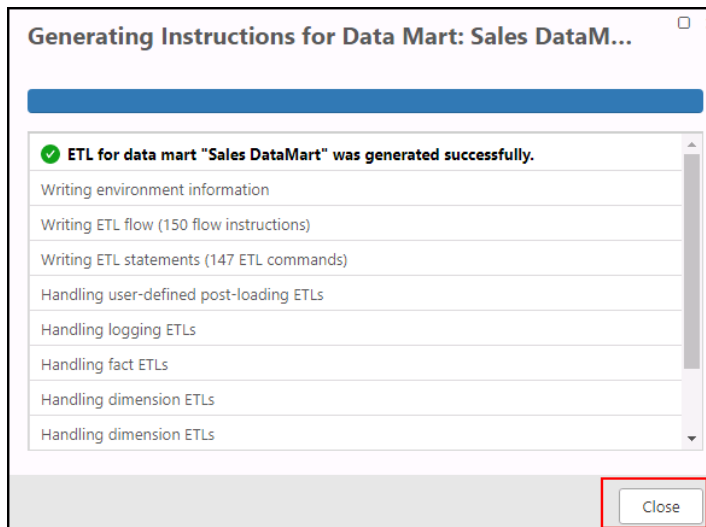 Generating Instructions for Data Mart: Sales DataM...
ETL for data mart "Sales DataMart" was generated successfully.
Writing environment information
Writing ETL flow (150 flow instructions)
Writing ETL statements (147 ETL commands)
Handling user-defined post-loading ETLs
Handling logging ETLs
Handling fact ETLs
Handling dimension ETLs
Handling dimension ETLs
Close